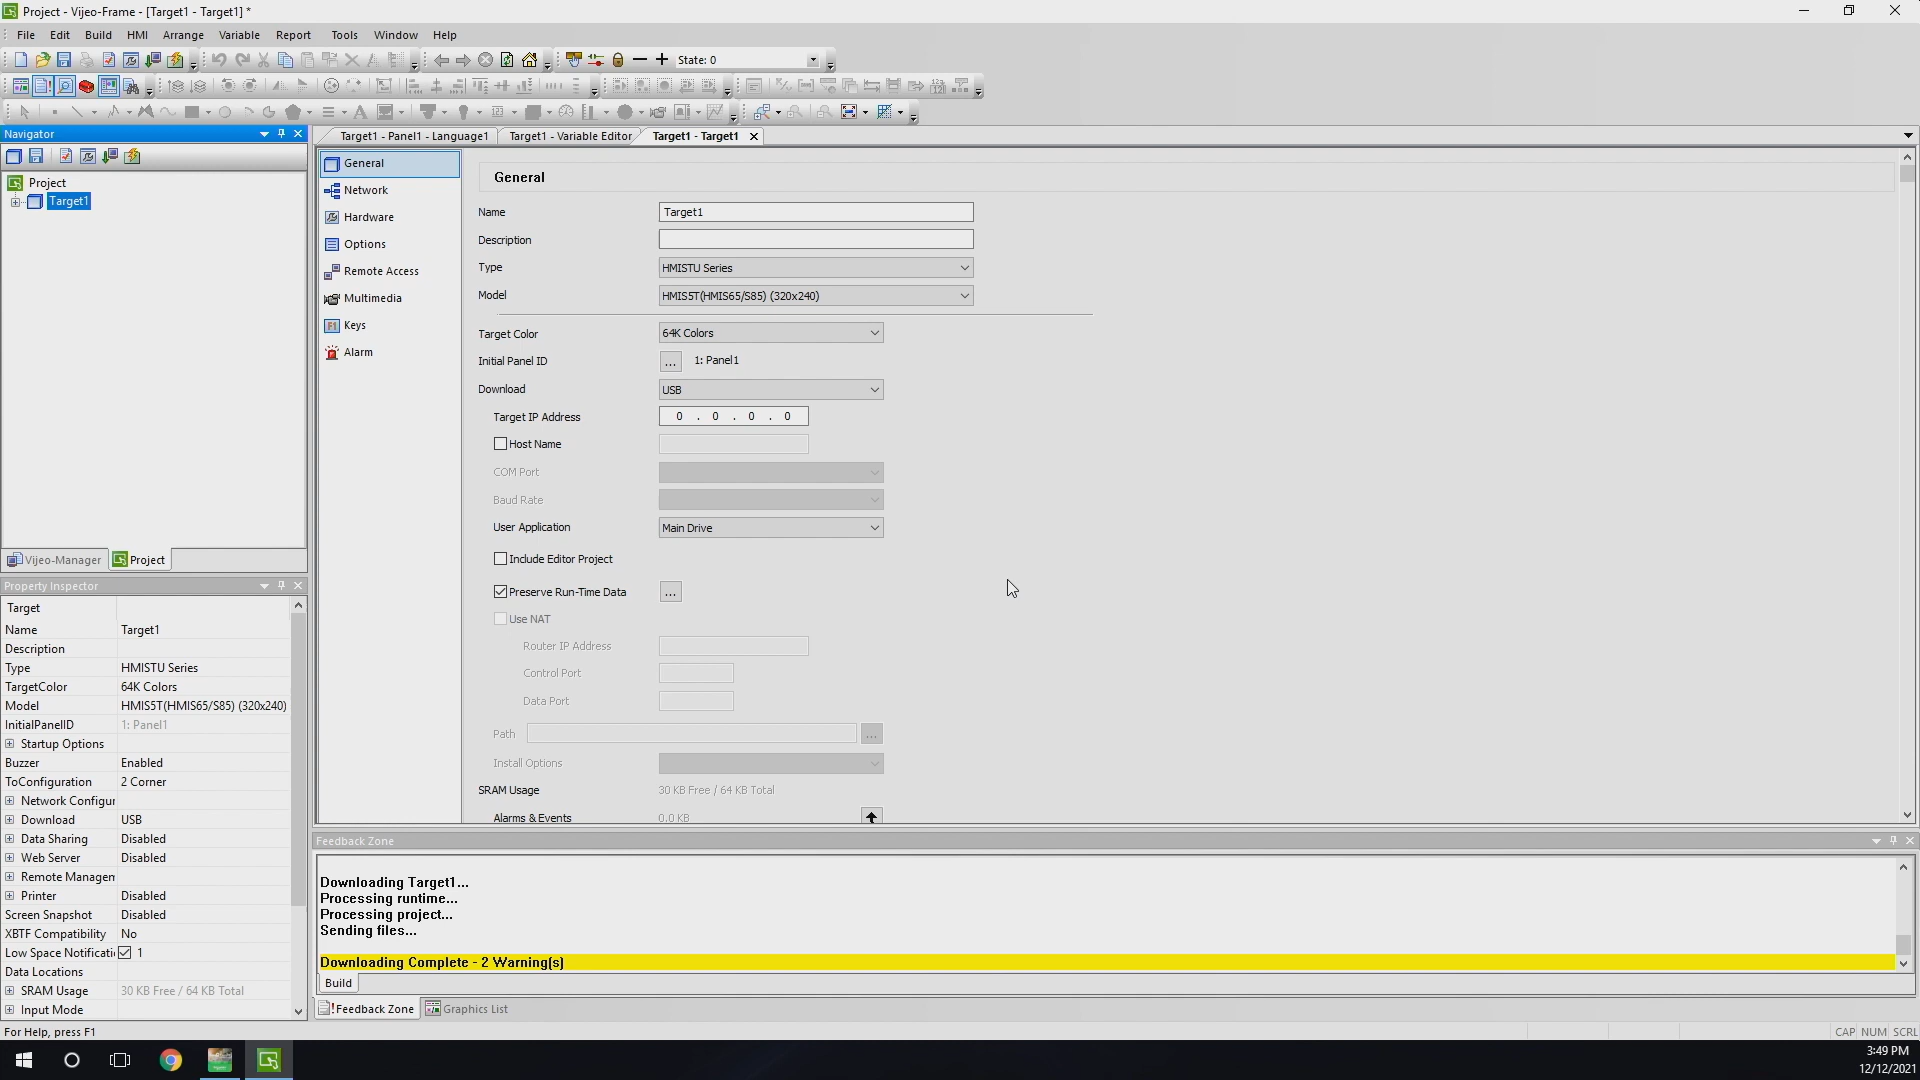 Project - Vijeo-Frame - [Target1 - Target1] *
File Edit Build HMI Arrange Variable Report Tools Window Help
State: 0
Navigator
Target1 - Panel1 - Language1
Target1 - Variable Editor
Target1 - Target1
Project
Target1
Vijeo-Manager
Project
General
Network
Hardware
Options
Remote Access
Multimedia
Keys
Alarm
General
Name Target1
Description
Type HMISTU Series
Model HMIS5T(HMIS65/S85) (320x240)
Target Color 64K Colors
Initial Panel ID ... 1: Panel1
Download USB
Target IP Address 0 . 0 . 0 . 0
Host Name
COM Port
Baud Rate
User Application Main Drive
Include Editor Project
Preserve Run-Time Data ...
Use NAT
Router IP Address
Control Port
Data Port
Path ...
Install Options
SRAM Usage 30 KB Free / 64 KB Total
Alarms & Events 0.0 KB
Property Inspector
Target
Name Target1
Description
Type HMISTU Series
TargetColor 64K Colors
Model HMIS5T(HMIS65/S85) (320x240)
InitialPanelID 1: Panel1
Startup Options
Buzzer Enabled
ToConfiguration 2 Corner
Network Configur
Download USB
Data Sharing Disabled
Web Server Disabled
Remote Managem
Printer Disabled
Screen Snapshot Disabled
XBTF Compatibility No
Low Space Notificati 1
Data Locations
SRAM Usage 30 KB Free / 64 KB Total
Input Mode
Feedback Zone
Downloading Target1...
Processing runtime...
Processing project...
Sending files...
Downloading Complete - 2 Warning(s)
Build
Feedback Zone
Graphics List
For Help, press F1
CAP NUM SCRL
3:49 PM
12/12/2021